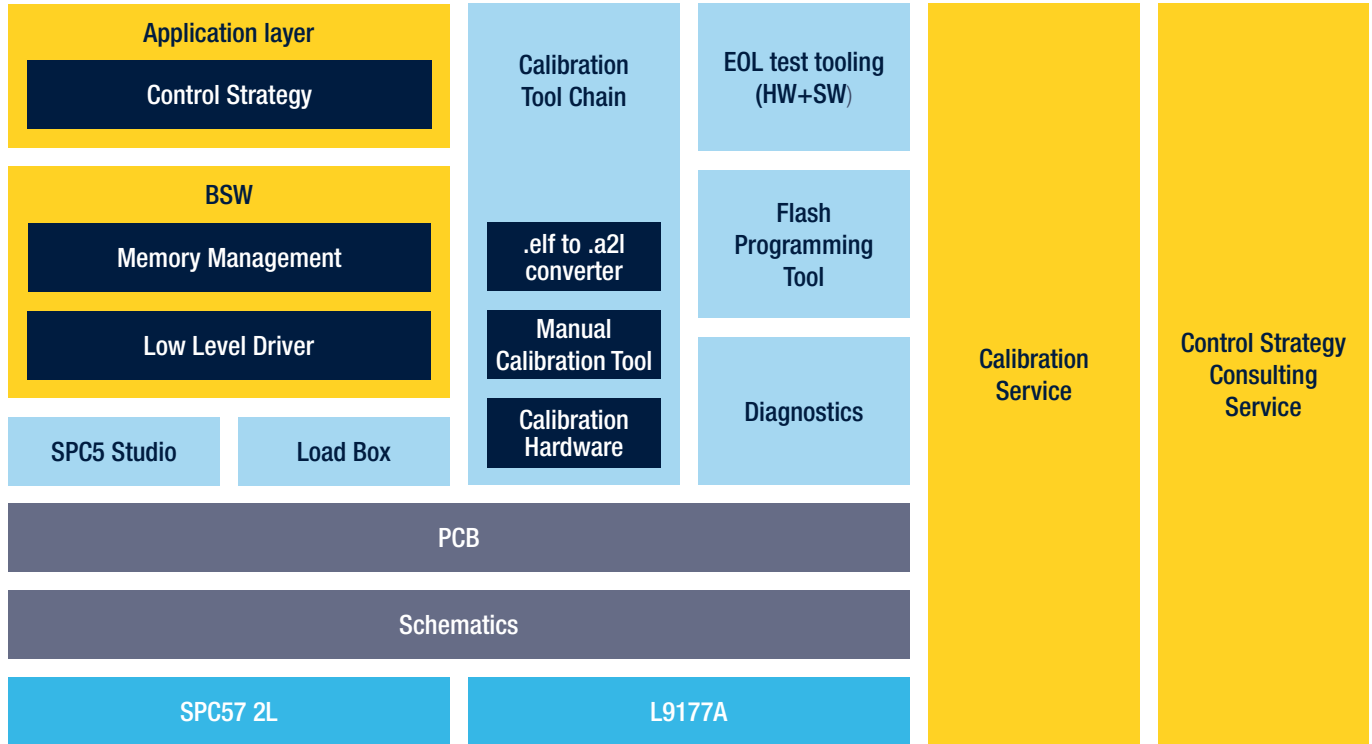 Application layer
Control Strategy
BSW
Memory Management
Low Level Driver
SPC5 Studio
Load Box
Calibration
Tool Chain
.elf to .a2l
converter
Manual
Calibration Tool
Calibration
Hardware
EOL test tooling
(HW+SW)
Flash
Programming
Tool
Diagnostics
Calibration
Service
Control Strategy
Consulting
Service
PCB
Schematics
SPC57 2L
L9177A